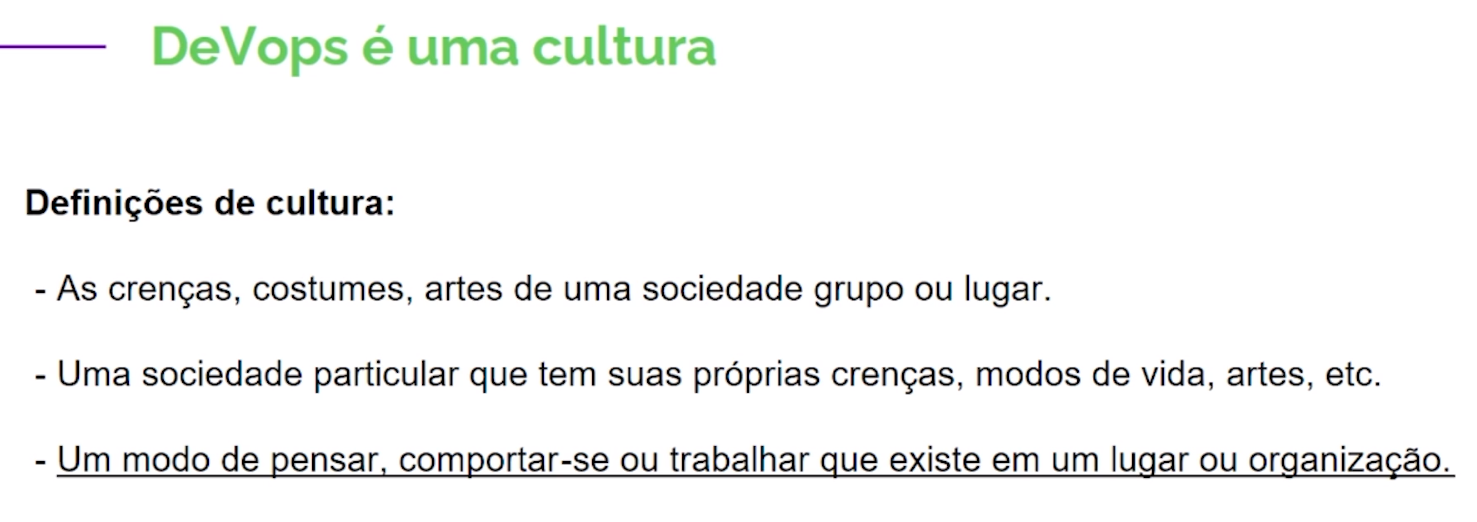 DeVops é uma cultura
Definições de cultura:
- As crenças, costumes, artes de uma sociedade grupo ou lugar.
- Uma sociedade particular que tem suas próprias crenças, modos de vida, artes, etc.
- Um modo de pensar, comportar-se ou trabalhar que existe em um lugar ou organização.